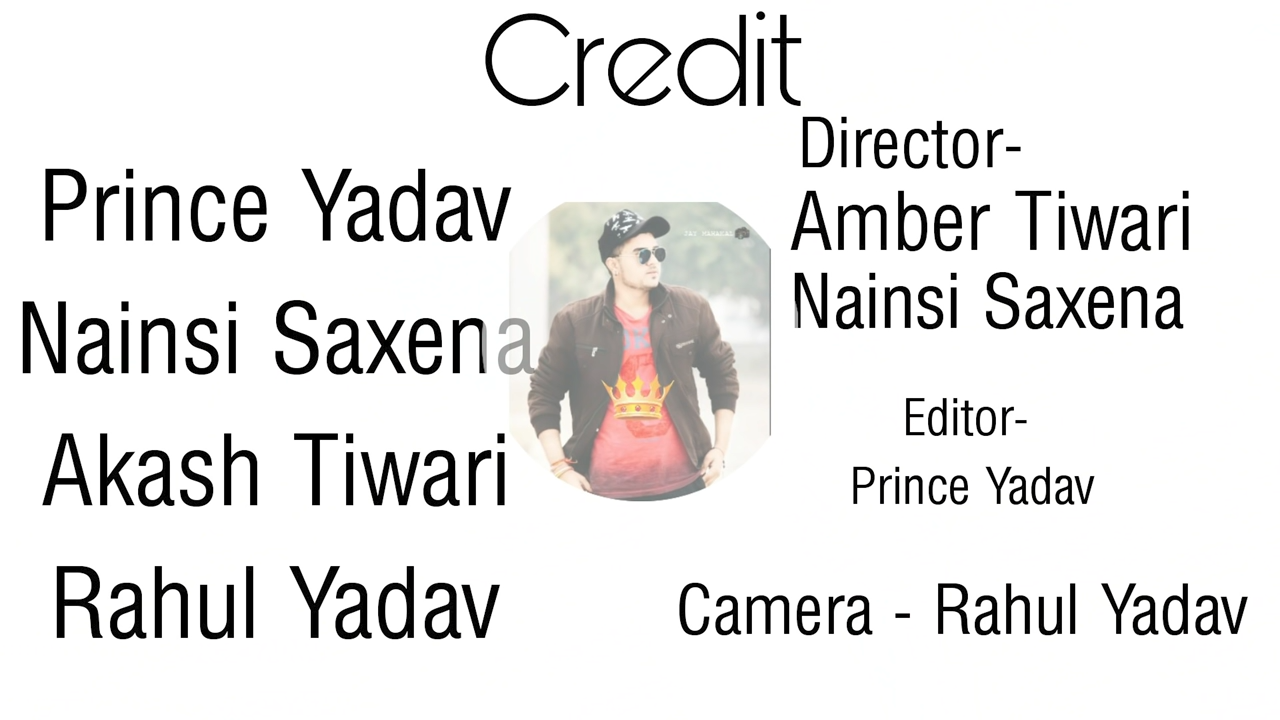 Credit
Prince Yadav
Nainsi Saxena
Akash Tiwari
Rahul Yadav
Director-
Amber Tiwari
Nainsi Saxena
Editor-
Prince Yadav
Camera - Rahul Yadav